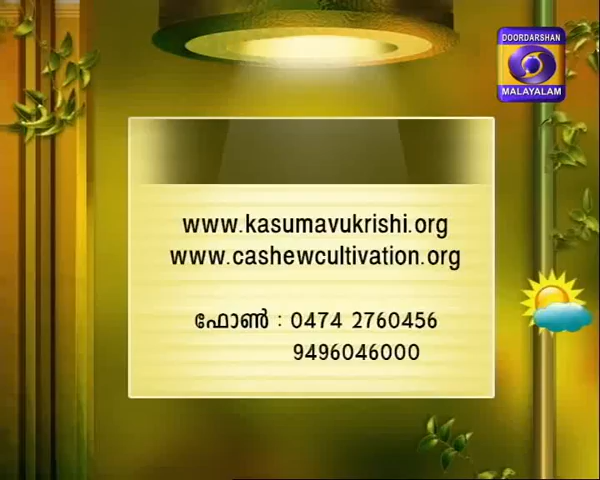 DOORDARSHAN
MALAYALAM
www.kasumavukrishi.org
www.cashewcultivation.org
ഫോൺ : 0474 2760456
9496046000